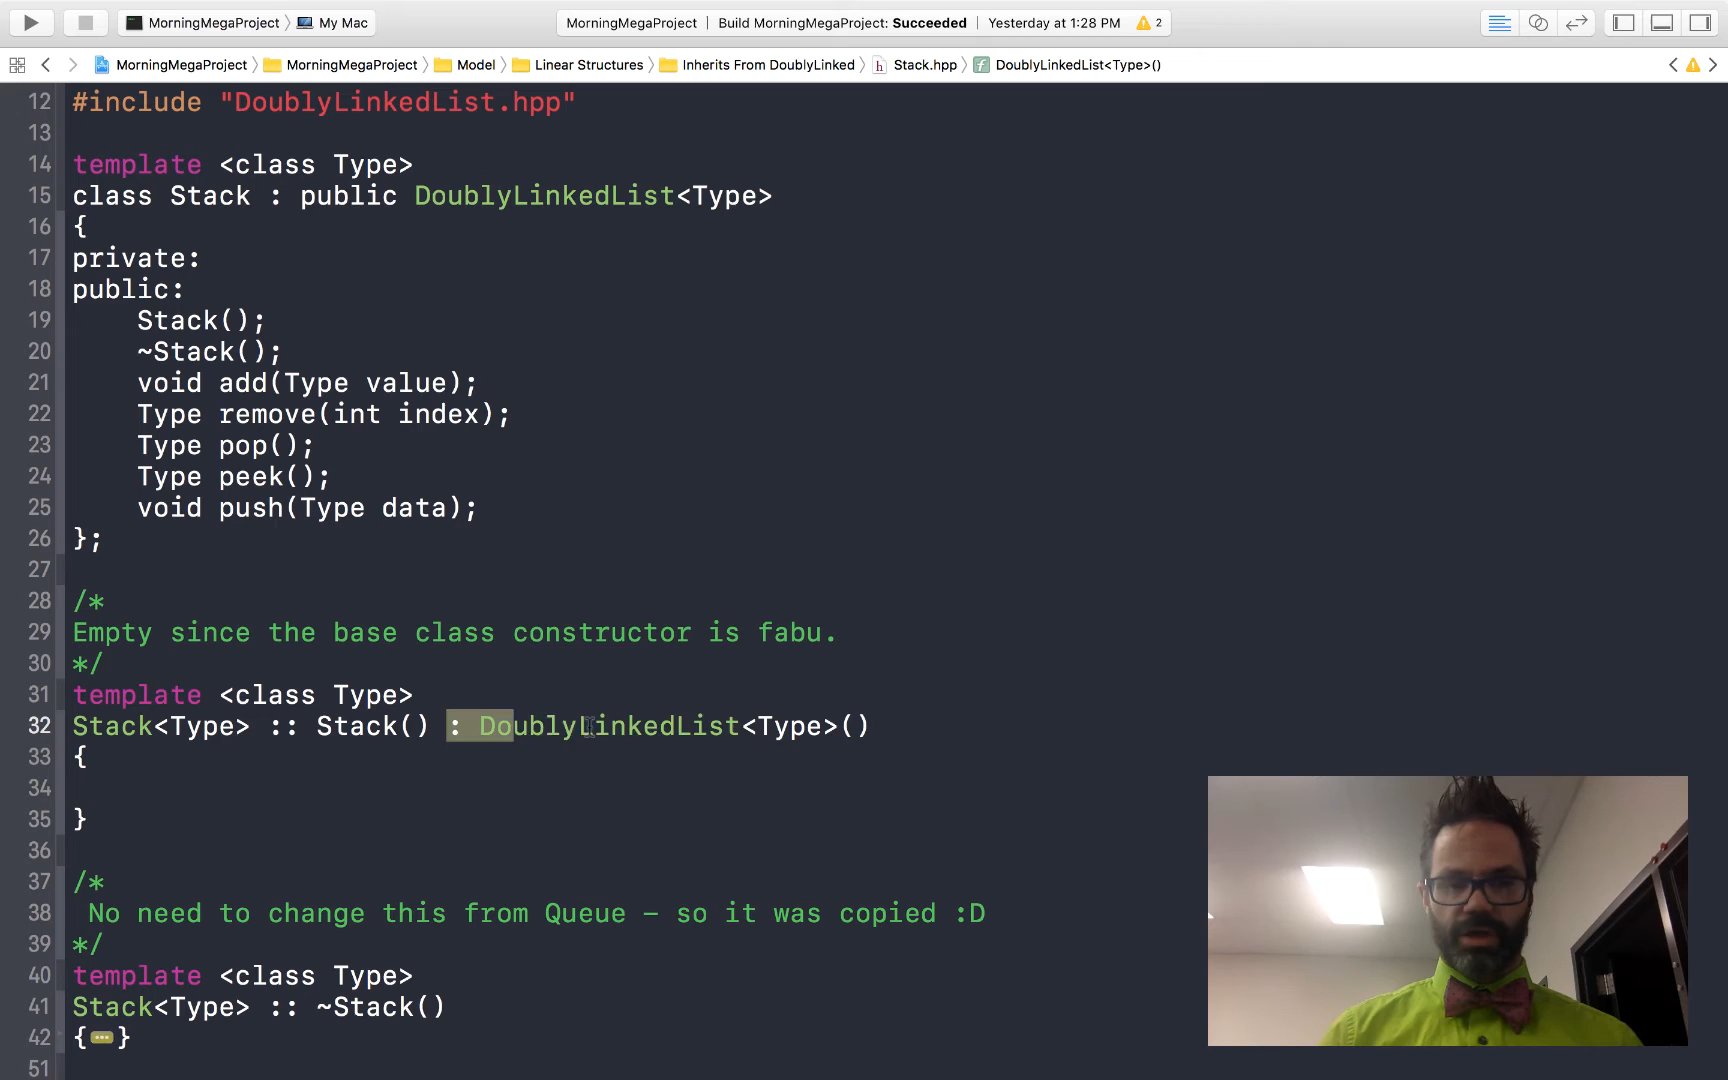 MorningMegaProject My Mac
MorningMegaProject Build MorningMegaProject: Succeeded Yesterday at 1:28 PM 2
MorningMegaProject MorningMegaProject Model Linear Structures Inherits From DoublyLinked h Stack.hpp f DoublyLinkedList<Type>()
12 #include "DoublyLinkedList.hpp"
13
14 template <class Type>
15 class Stack : public DoublyLinkedList<Type>
16 {
17 private:
18 public:
19 Stack();
20 ~Stack();
21 void add(Type value);
22 Type remove(int index);
23 Type pop();
24 Type peek();
25 void push(Type data);
26 };
27
28 /*
29 Empty since the base class constructor is fabu.
30 */
31 template <class Type>
32 Stack<Type> :: Stack() : DoublyLinkedList<Type>()
33 {
34
35 }
36
37 /*
38 No need to change this from Queue – so it was copied :D
39 */
40 template <class Type>
41 Stack<Type> :: ~Stack()
42 {...}
51